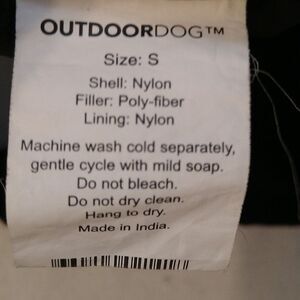 OUTDOORDOG™
Size: S
Shell: Nylon
Filler: Poly-fiber
Lining: Nylon
Machine wash cold separately,
gentle cycle with mild soap.
Do not bleach.
Do not dry clean.
Hang to dry.
Made in India.